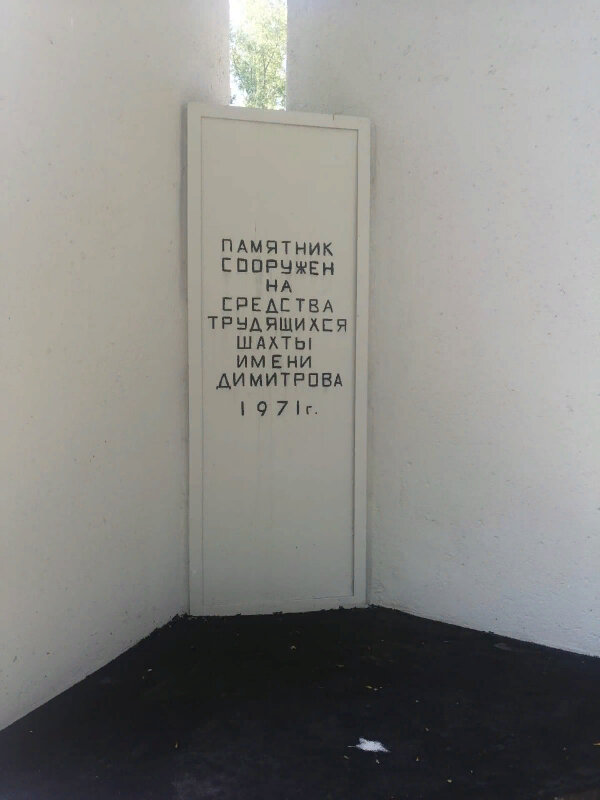 ПАМЯТНИК
СООРУЖЕН
НА
СРЕДСТВА
ТРУДЯЩИХСЯ
ШАХТЫ
ИМЕНИ
ДИМИТРОВА
1971г.